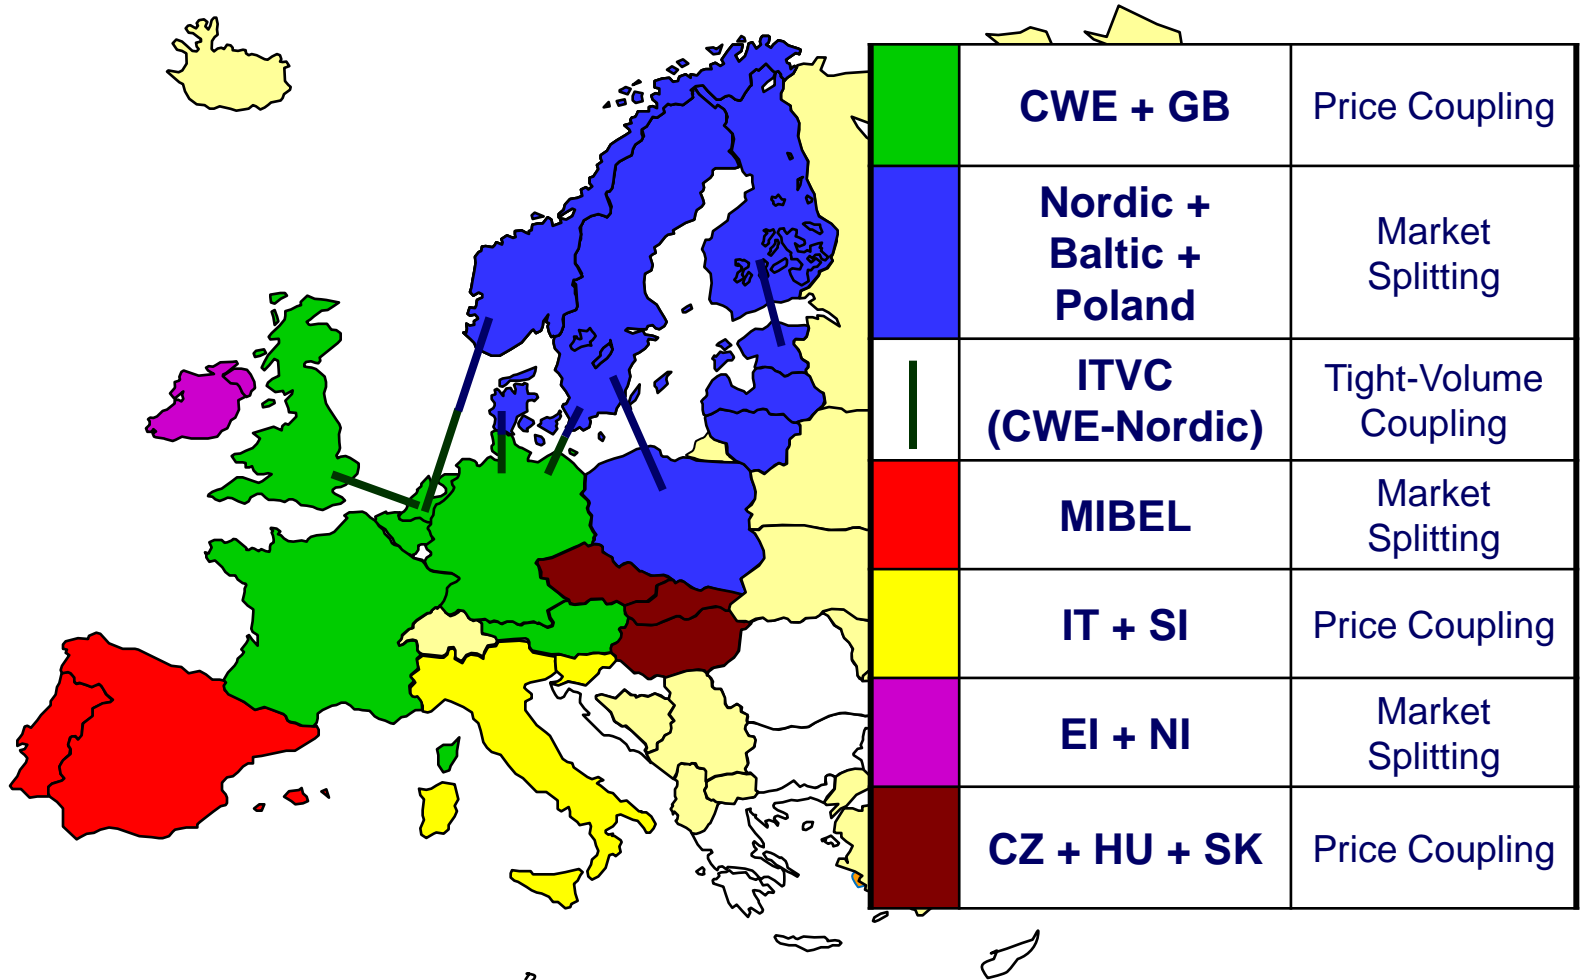 CWE + GB
Price Coupling
Nordic +
Baltic +
Poland
Market
Splitting
ITVC
(CWE-Nordic)
Tight-Volume
Coupling
MIBEL
Market
Splitting
IT + SI
Price Coupling
EI + NI
Market
Splitting
CZ + HU + SK
Price Coupling